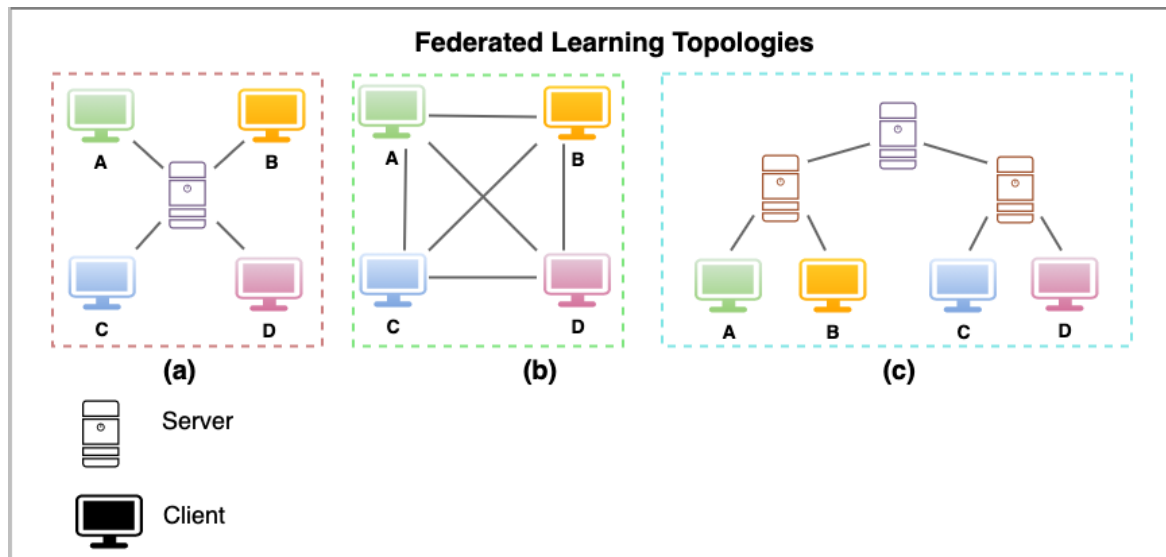 Federated Learning Topologies
A
B
C
D
(a)
A
B
C
D
(b)
A
B
C
D
(c)
Server
Client